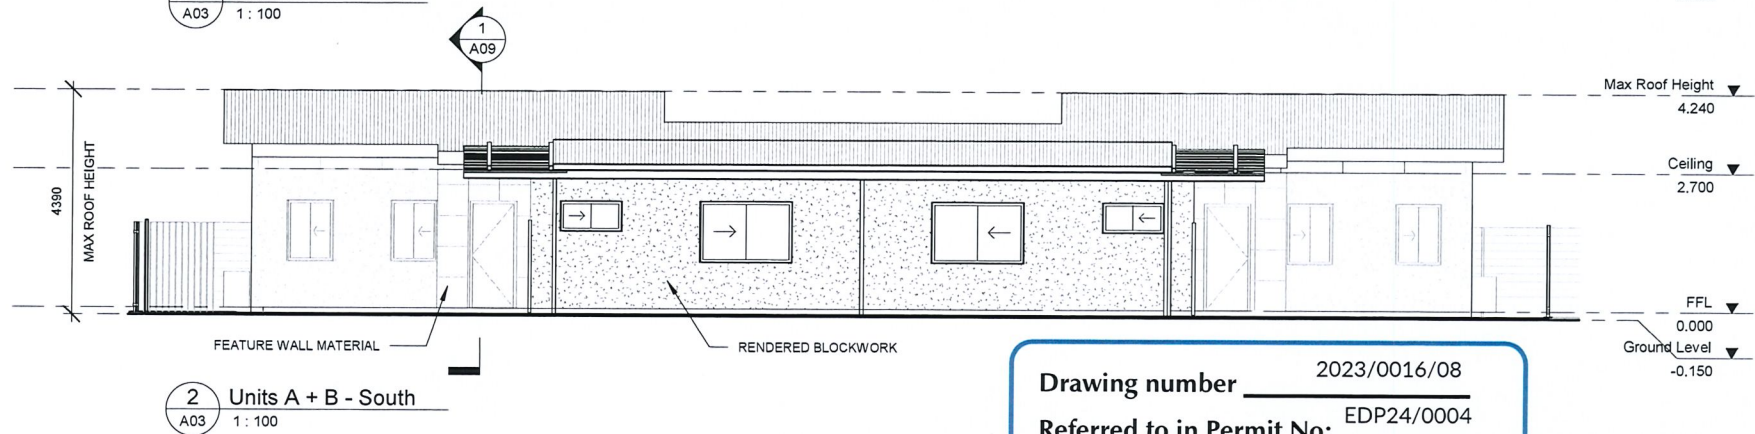 A03
1 : 100
1
A09
Max Roof Height
4.240
Ceiling
2.700
4390
MAX ROOF HEIGHT
FFL
0.000
Ground Level
-0.150
FEATURE WALL MATERIAL
RENDERED BLOCKWORK
2
A03
Units A + B - South
1 : 100
Drawing number 2023/0016/08
Referred to in Permit No: EDP24/0004